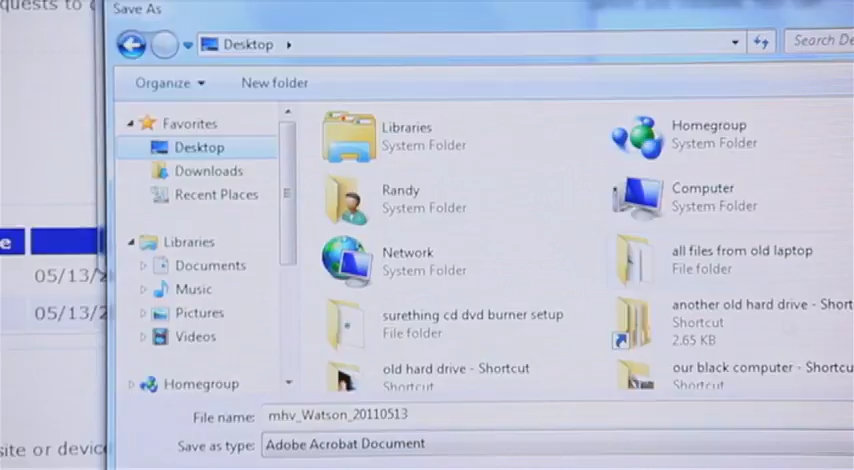 quests to
Save As
Desktop
Search De
Organize
New folder
Favorites
Desktop
Downloads
Recent Places
Libraries
Documents
Music
Pictures
Videos
Homegroup
Libraries
System Folder
Homegroup
System Folder
Randy
System Folder
Computer
System Folder
Network
System Folder
all files from old laptop
File folder
surething cd dvd burner setup
File folder
another old hard drive - Short
Shortcut
2.65 KB
old hard drive - Shortcut
Shortcut
our black computer - Shortcu
Shortcut
e
05/13/2
05/13/2
site or device
File name: mhv_Watson_20110513
Save as type: Adobe Acrobat Document